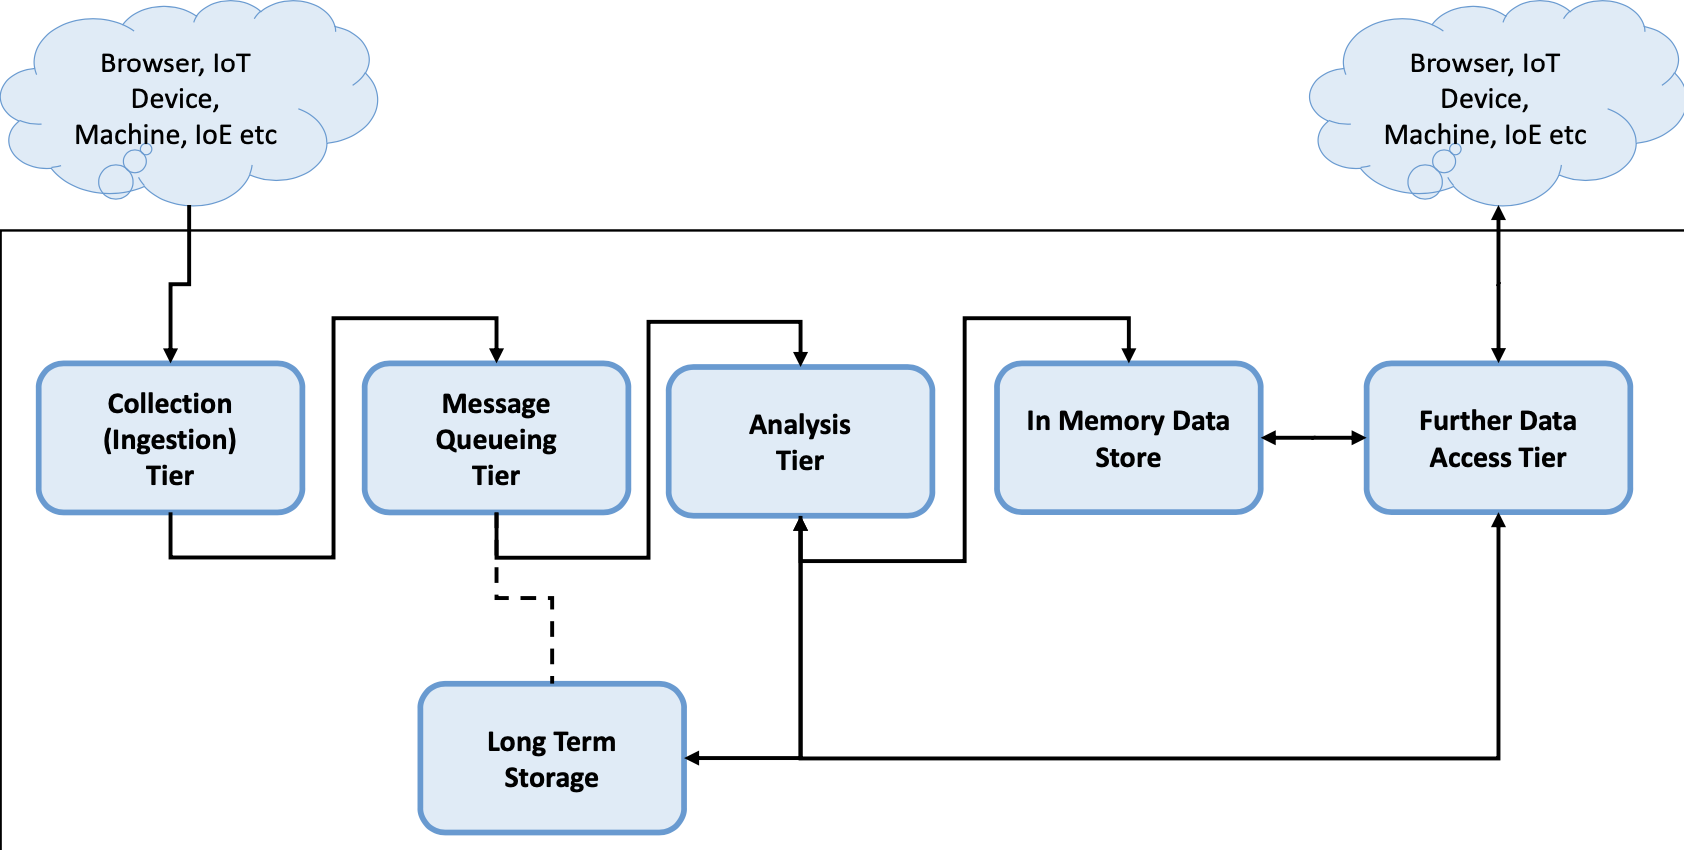 Browser, IoT
Device,
Machine, IoE etc
Browser, IoT
Device,
Machine, IoE etc
Collection
(Ingestion)
Tier
Message
Queueing
Tier
Analysis
Tier
In Memory Data
Store
Further Data
Access Tier
Long Term
Storage